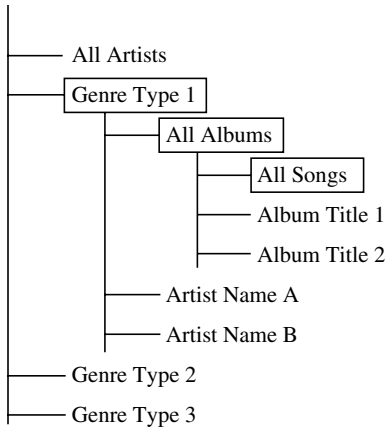 All Artists
Genre Type 1
All Albums
All Songs
Album Title 1
Album Title 2
Artist Name A
Artist Name B
Genre Type 2
Genre Type 3